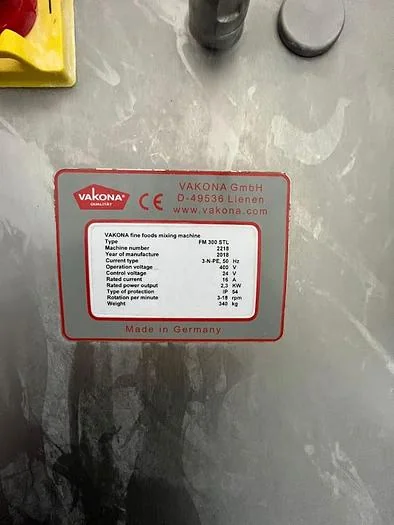 VAKONA®
QUALITÄT
CE
VAKONA GmbH
D-49536 Lienen
www.vakona.com
VAKONA fine foods mixing machine
Type FM 300 STL
Machine number 2218
Year of manufacture 2018
Current type 3-N-PE, 50 Hz
Operation voltage 400 V
Control voltage 24 V
Rated current 16 A
Rated power output 2,3 KW
Type of protection IP 54
Rotation per minute 3-18 rpm
Weight 340 kg
Made in Germany